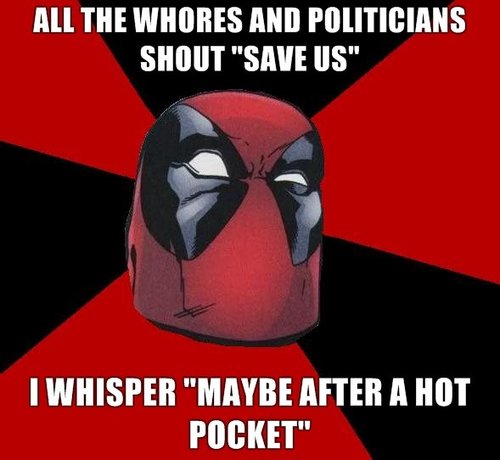 ALL THE WHORES AND POLITICIANS
SHOUT "SAVE US"
I WHISPER "MAYBE AFTER A HOT
POCKET"